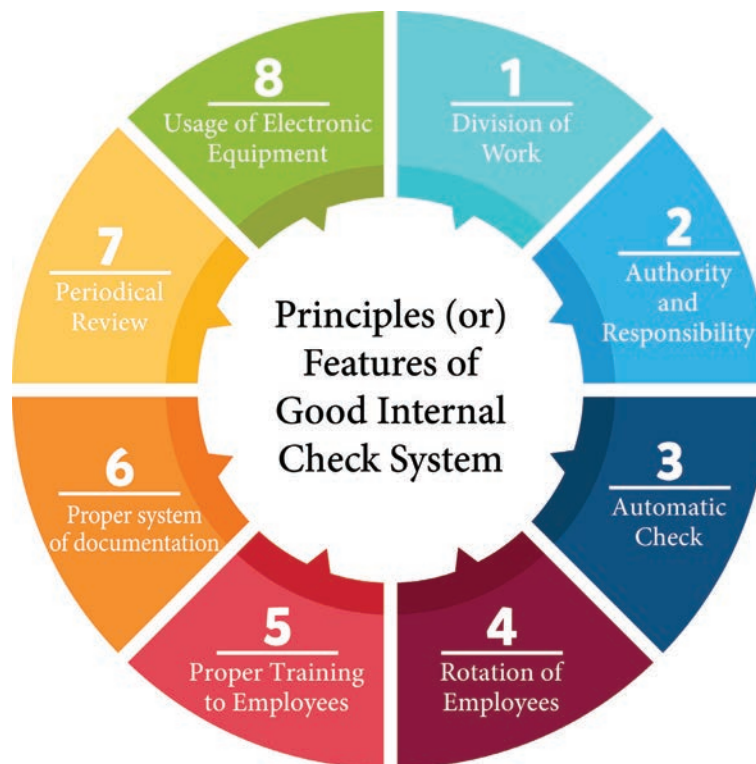 Principles (or)
Features of
Good Internal
Check System
1
Division of
Work
2
Authority
and
Responsibility
3
Automatic
Check
4
Rotation of
Employees
5
Proper Training
to Employees
6
Proper system
of documentation
7
Periodical
Review
8
Usage of Electronic
Equipment